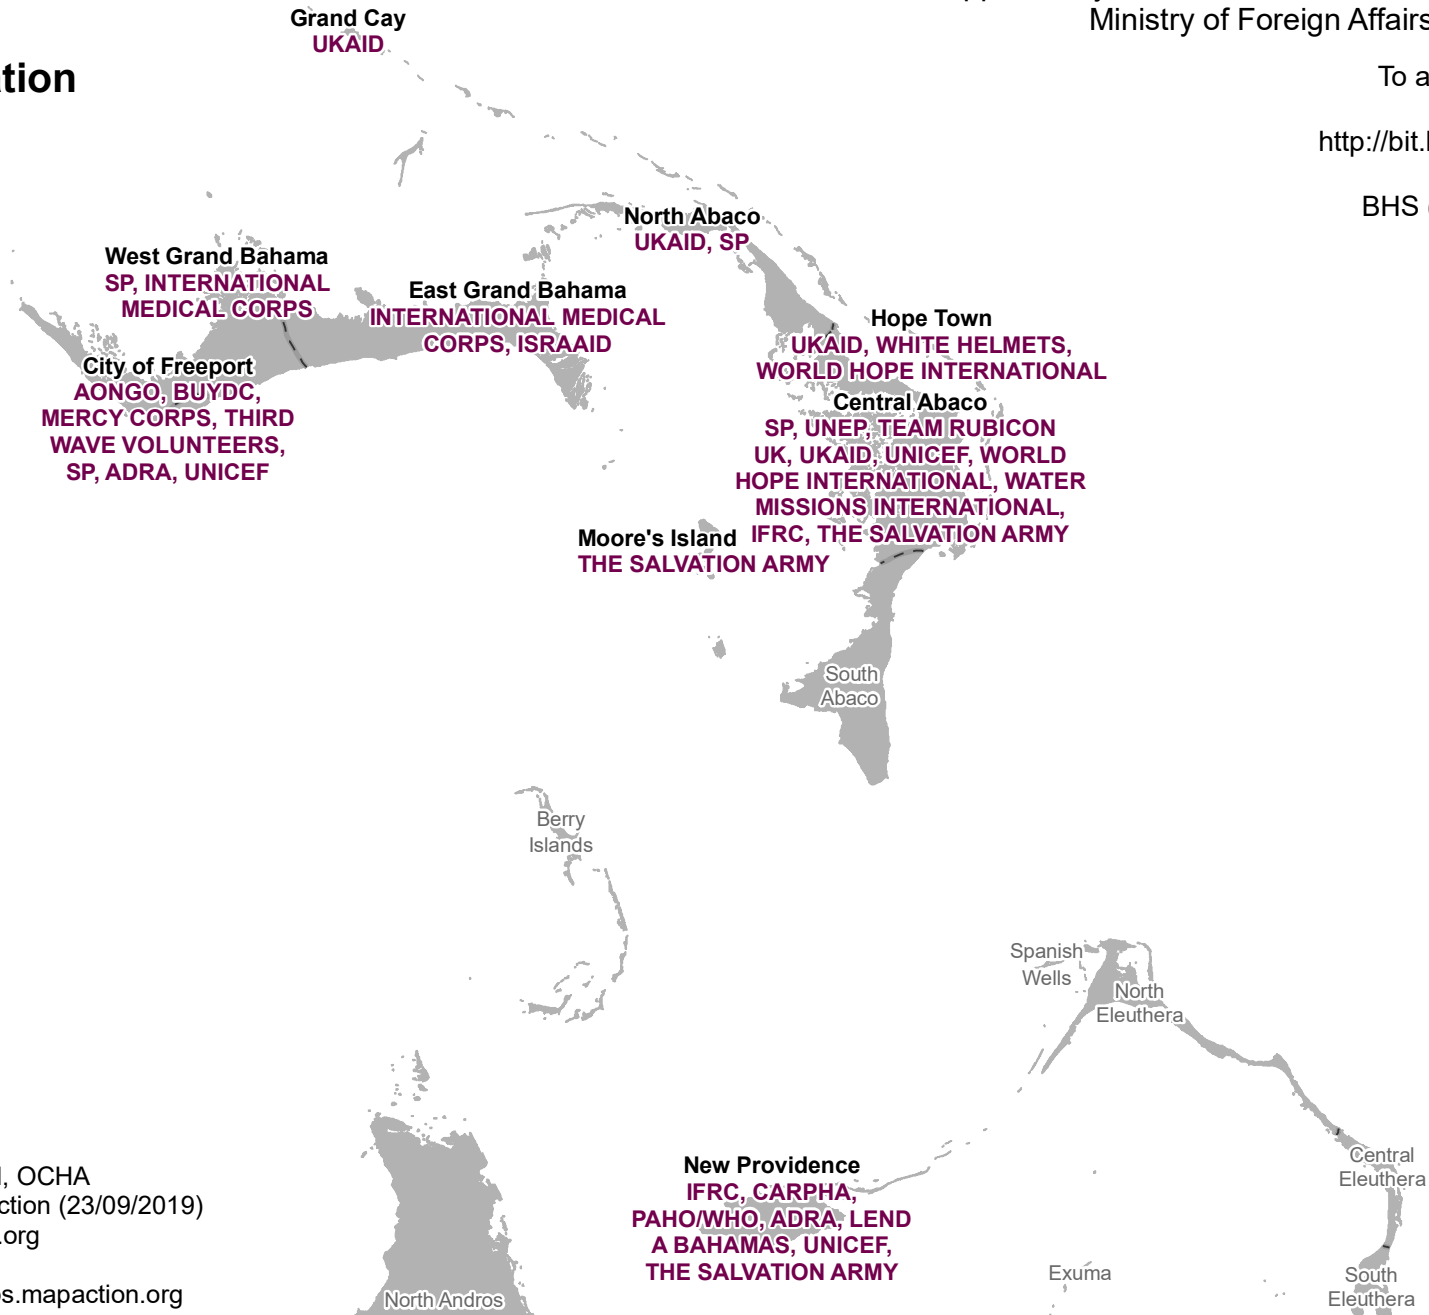 Grand Cay
UKAID
Ministry of Foreign Affairs
To a
http://bit.
BHS
North Abaco
UKAID, SP
West Grand Bahama
SP, INTERNATIONAL
MEDICAL CORPS
East Grand Bahama
INTERNATIONAL MEDICAL
CORPS, ISRAAID
Hope Town
UKAID, WHITE HELMETS,
WORLD HOPE INTERNATIONAL
City of Freeport
AONGO, BUYDC,
MERCY CORPS, THIRD
WAVE VOLUNTEERS,
SP, ADRA, UNICEF
Central Abaco
SP, UNEP, TEAM RUBICON
UK, UKAID, UNICEF, WORLD
HOPE INTERNATIONAL, WATER
MISSIONS INTERNATIONAL,
IFRC, THE SALVATION ARMY
Moore's Island
THE SALVATION ARMY
South
Abaco
Berry
Islands
Spanish
Wells
North
Eleuthera
Central
Eleuthera
New Providence
IFRC, CARPHA,
PAHO/WHO, ADRA, LEND
A BAHAMAS, UNICEF,
THE SALVATION ARMY
Exuma
South
Eleuthera
North Andros
, OCHA
ction (23/09/2019)
.org
s.mapaction.org